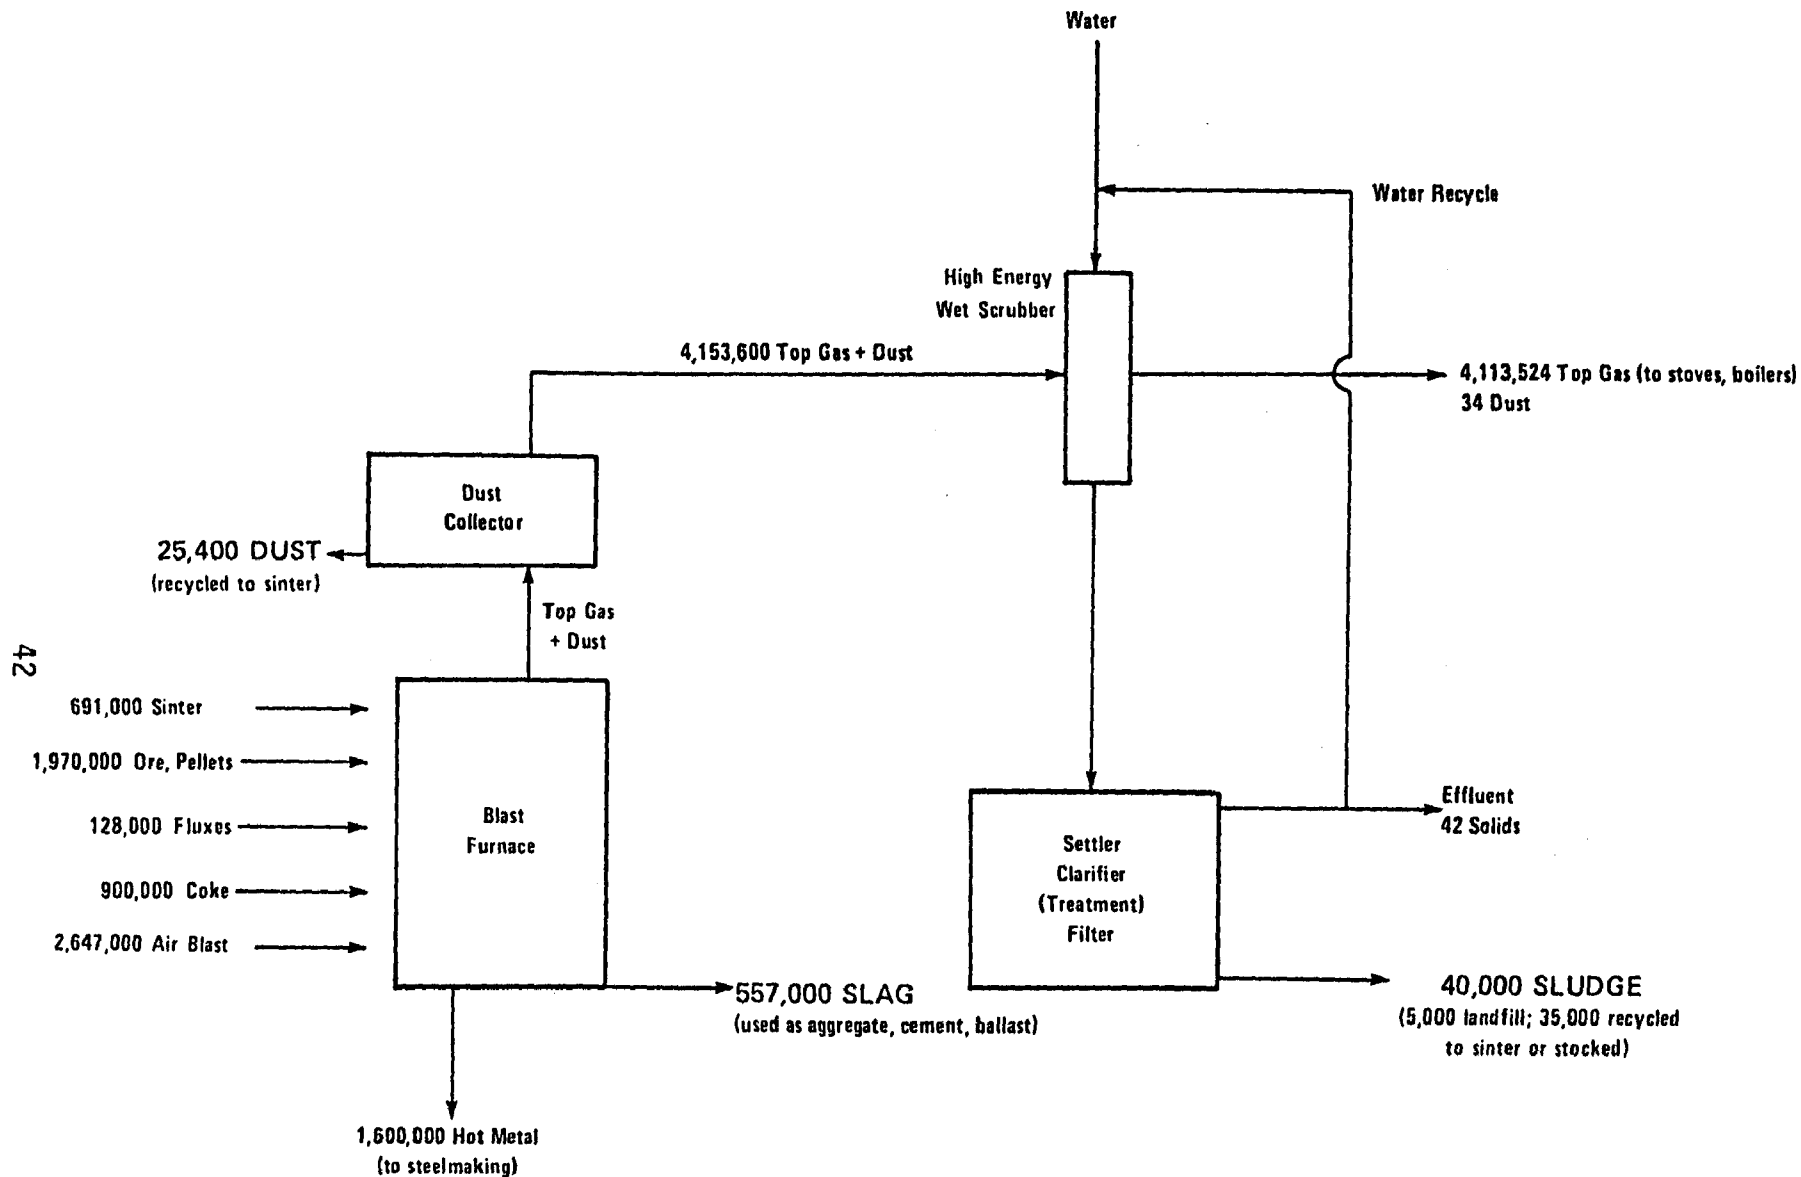 Water
Water Recycle
High Energy
Wet Scrubber
4,153,600 Top Gas + Dust
4,113,524 Top Gas (to stoves, boilers)
34 Dust
Dust
Collector
25,400 DUST
(recycled to sinter)
Top Gas
+ Dust
42
691,000 Sinter
1,970,000 Ore, Pellets
128,000 Fluxes
900,000 Coke
2,647,000 Air Blast
Blast
Furnace
Settler
Clarifier
(Treatment)
Filter
Effluent
42 Solids
557,000 SLAG
(used as aggregate, cement, ballast)
40,000 SLUDGE
(5,000 landfill; 35,000 recycled
to sinter or stocked)
1,600,000 Hot Metal
(to steelmaking)